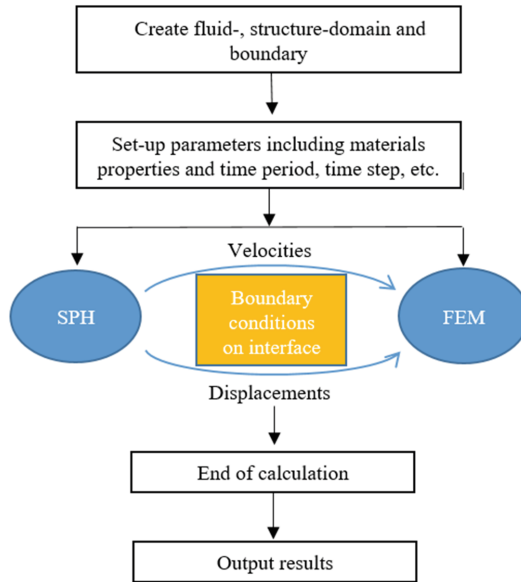 Create fluid-, structure-domain and
boundary
Set-up parameters including materials
properties and time period, time step, etc.
Velocities
SPH
Boundary
conditions
on interface
FEM
Displacements
End of calculation
Output results